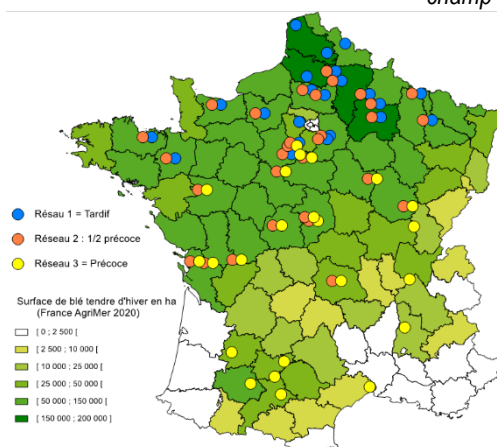 champ
Résau 1 = Tardif
Réseau 2 : 1/2 précoce
Réseau 3 = Précoce
Surface de blé tendre d'hiver en ha
(France AgriMer 2020)
[ 0 ; 2 500 [
[ 2 500 ; 10 000 [
[ 10 000 ; 25 000 [
[ 25 000 ; 50 000 [
[ 50 000 ; 150 000 [
[ 150 000 ; 200 000 [